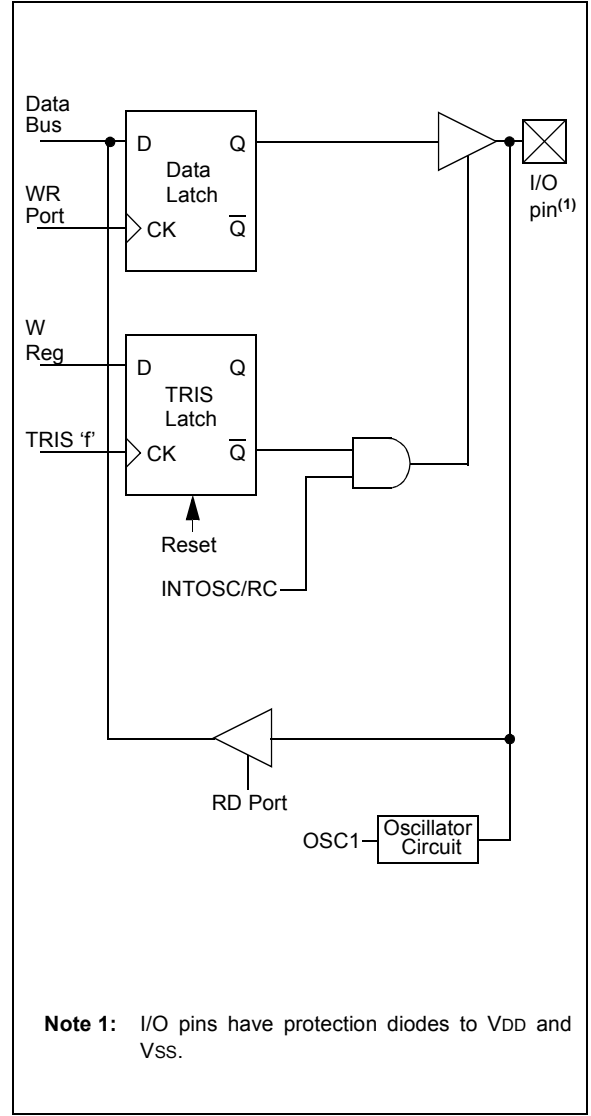 Data
Bus
D
Q
Data
Latch
WR
Port
CK
Q
I/O
pin(1)
W
Reg
D
Q
TRIS
Latch
TRIS ‘f’
CK
Q
Reset
INTOSC/RC
RD Port
OSC1
Oscillator
Circuit
Note 1: I/O pins have protection diodes to VDD and
VSS.